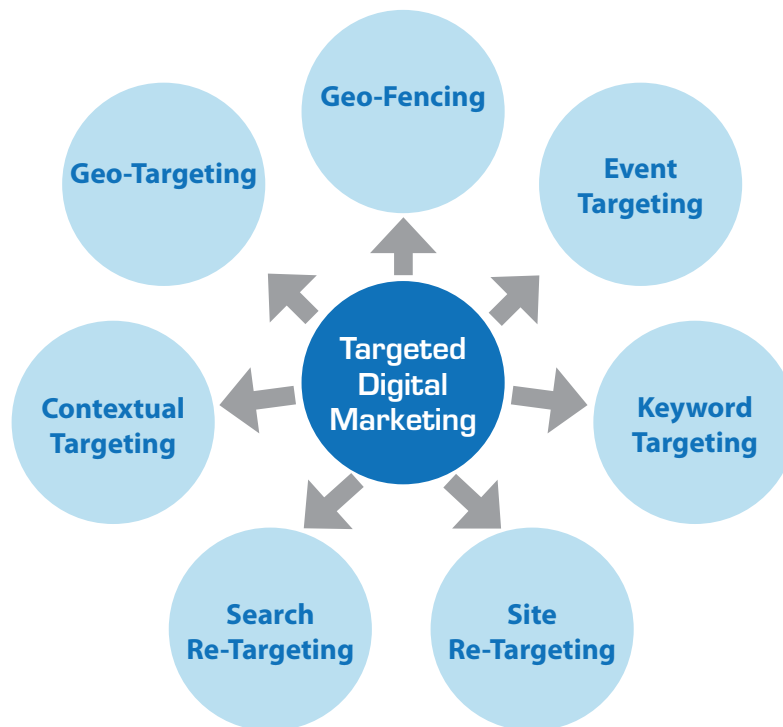 Geo-Fencing
Geo-Targeting
Event
Targeting
Targeted
Digital
Marketing
Contextual
Targeting
Keyword
Targeting
Search
Re-Targeting
Site
Re-Targeting